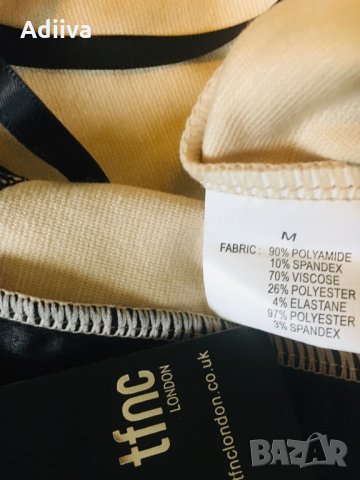 Adiiva
M
FABRIC: 90% POLYAMIDE
10% SPANDEX
70% VISCOSE
26% POLYESTER
4% ELASTANE
97% POLYESTER
3% SPANDEX
tfnc
LONDON
tfnclondon.co.uk
BAZAR